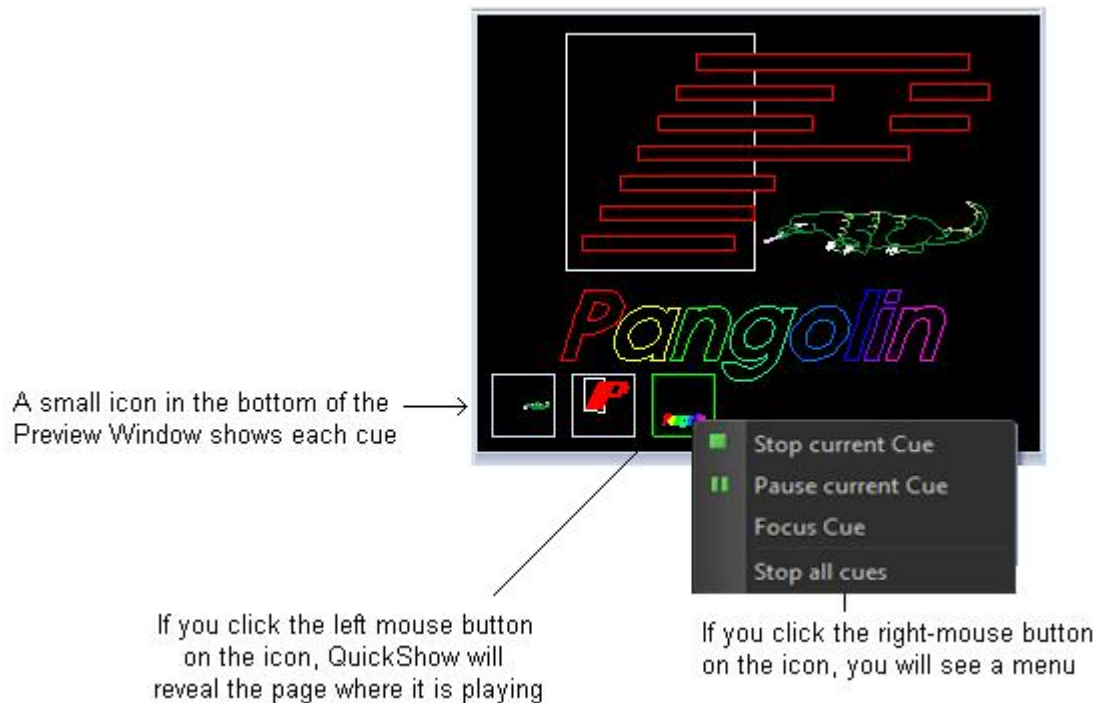 Pangolin
A small icon in the bottom of the
Preview Window shows each cue
Stop current Cue
Pause current Cue
Focus Cue
Stop all cues
If you click the left mouse button
on the icon, QuickShow will
reveal the page where it is playing
If you click the right-mouse button
on the icon, you will see a menu